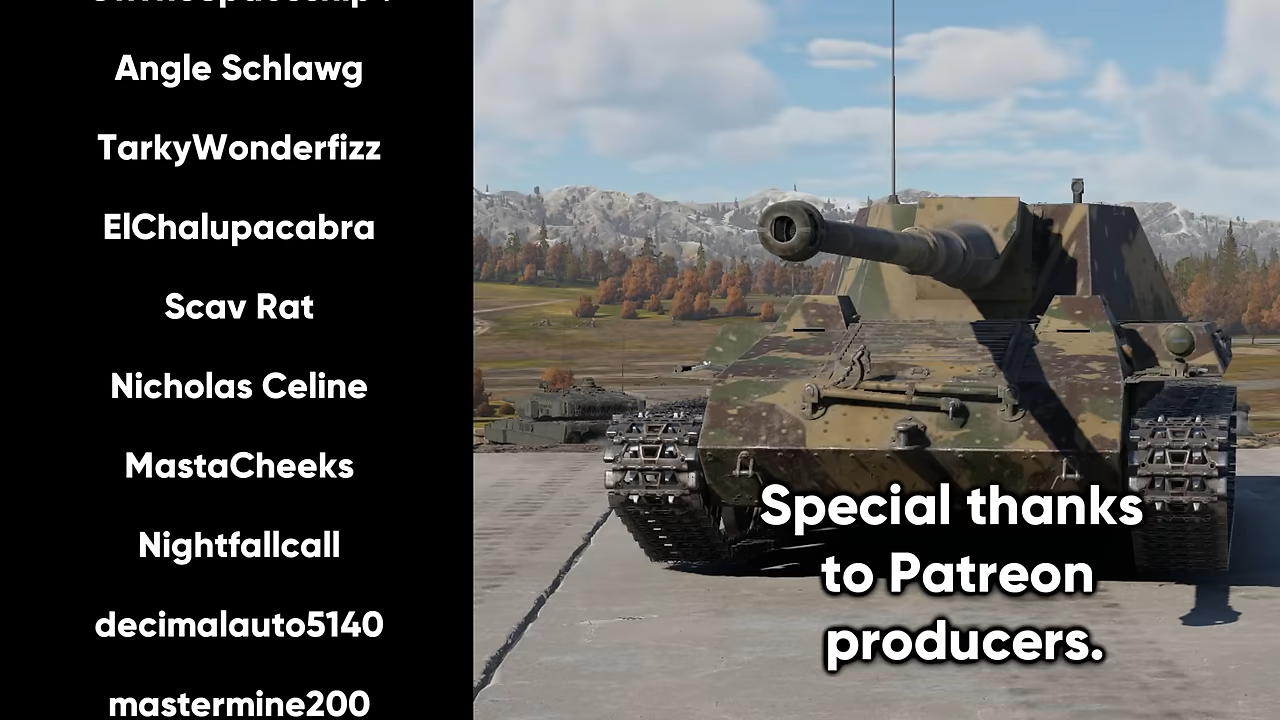 Angle Schlawg
TarkyWonderfizz
ElChalupacabra
Scav Rat
Nicholas Celine
MastaCheeks
Nightfallcall
decimalauto5140
mastermine200
Special thanks
to Patreon
producers.